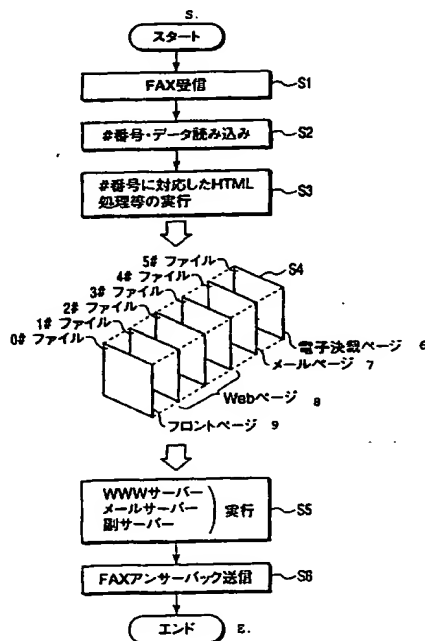 S.
スタート
FAX受信
S1
#番号・データ読み込み
S2
#番号に対応したHTML
処理等の実行
S3
5# ファイル
S4
4# ファイル
3# ファイル
2# ファイル
1# ファイル
0# ファイル
電子決裁ページ 6
メールページ 7
Webページ 8
フロントページ 9
WWWサーバー
メールサーバー
副サーバー
実行
S5
FAXアンサーバック送信
S6
エンド E.